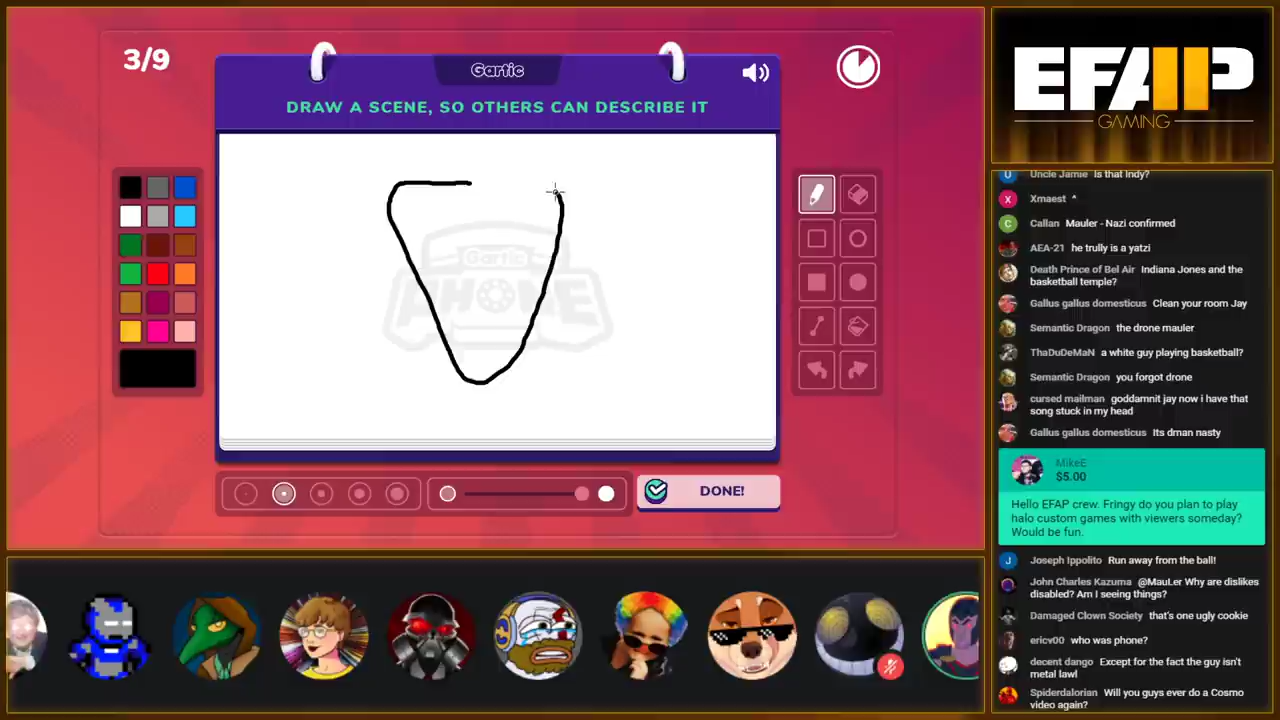 3/9
Gartic
DRAW A SCENE, SO OTHERS CAN DESCRIBE IT
Gartic
PHONE
DONE!
EFAP
GAMING
Uncle Jamie Is that Indy?
Xmaest ^
Callan Mauler - Nazi confirmed
AEA-21 he trully is a yatzi
Death Prince of Bel Air Indiana Jones and the
basketball temple?
Gallus gallus domesticus Clean your room Jay
Semantic Dragon the drone mauler
ThaDuDeMaN a white guy playing basketball?
Semantic Dragon you forgot drone
cursed mailman goddamnit jay now i have that
song stuck in my head
Gallus gallus domesticus Its dman nasty
MikeE
$5.00
Hello EFAP crew. Fringy do you plan to play
halo custom games with viewers someday?
Would be fun.
Joseph Ippolito Run away from the ball!
John Charles Kazuma @MauLer Why are dislikes
disabled? Am I seeing things?
Damaged Clown Society that's one ugly cookie
ericv00 who was phone?
decent dango Except for the fact the guy isn't
metal lawl
Spiderdalorian Will you guys ever do a Cosmo
video again?